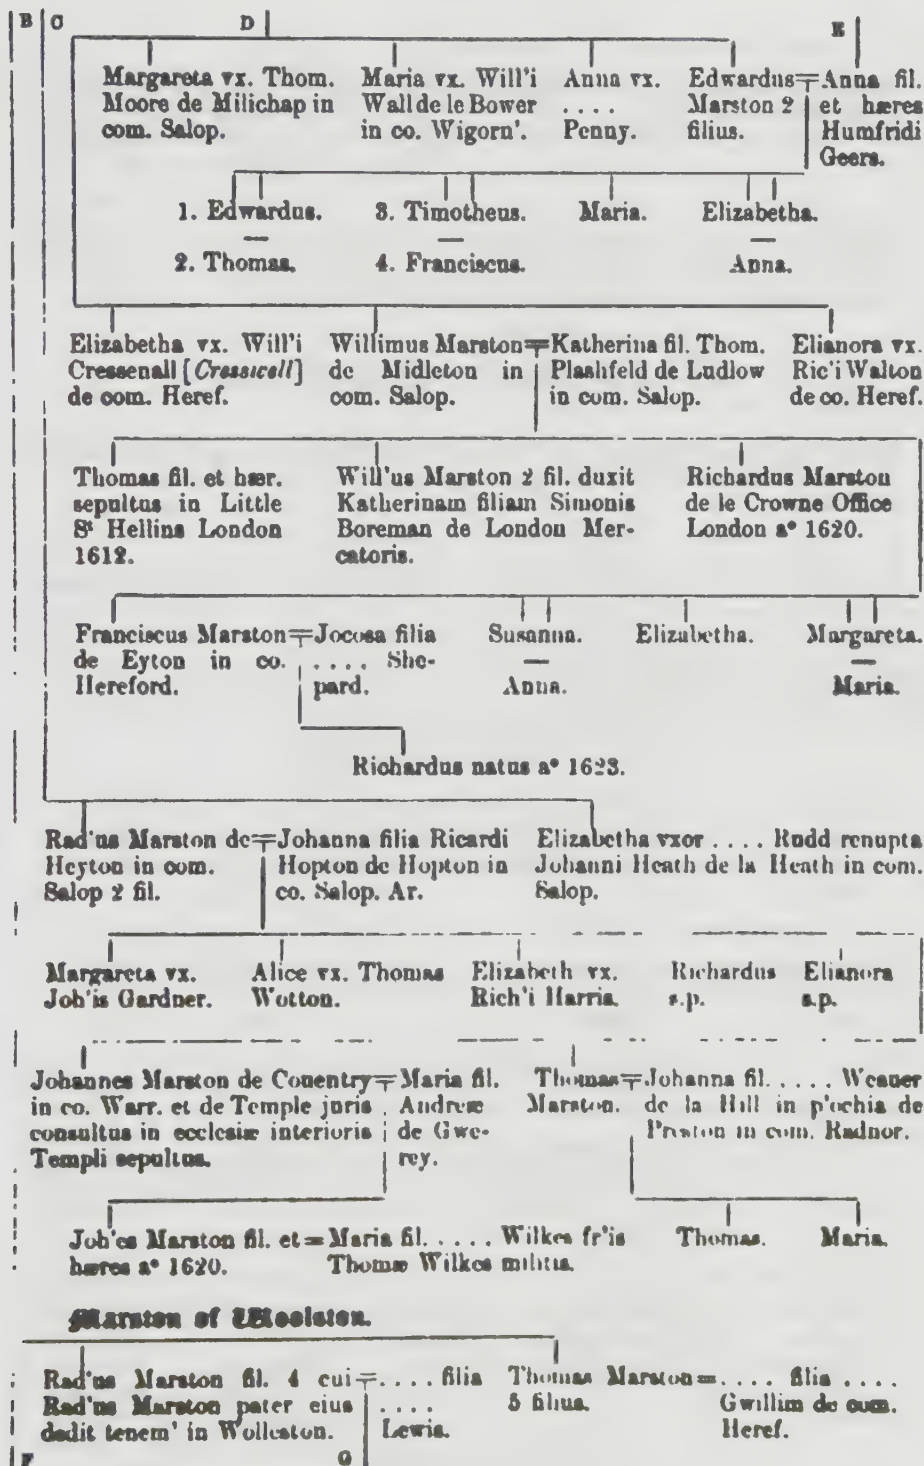 B C D E
Margareta vx. Thom.
Moore de Milichap in
com. Salop.
Maria vx. Will'i
Wall de le Bower
in co. Wigorn'.
Anna vx.
. . . .
Penny.
Edwardus
Marston 2
filius.
Anna fil.
et hæres
Humfridi
Geers.
1. Edwardus. 3. Timotheus. Maria. Elizabetha.
2. Thomas. 4. Franciscus. Anna.
Elizabetha vx. Will'i
Cressenall [Cressicell]
de com. Heref.
Willimus Marston
de Midleton in
com. Salop.
Katherina fil. Thom.
Plashfeld de Ludlow
in com. Salop.
Elianora vx.
Ric'i Walton
de co. Heref.
Thomas fil. et hær.
sepultus in Little
St Hellins London
1612.
Will'us Marston 2 fil. duxit
Katherinam filiam Simonis
Boreman de London Mer-
catoris.
Richardus Marston
de le Crowne Office
London a° 1620.
Franciscus Marston
de Eyton in co.
Hereford.
Jocosa filia
. . . . She-
pard.
Susanna. Elizabetha. Margareta.
Anna. Maria.
Richardus natus a° 1623.
Rad'us Marston de
Heyton in com.
Salop 2 fil.
Johanna filia Ricardi
Hopton de Hopton in
co. Salop. Ar.
Elizabetha vxor . . . . Rudd renupta
Johanni Heath de la Heath in com.
Salop.
Margareta vx.
Joh'is Gardner.
Alice vx. Thomas
Wotton.
Elizabeth vx.
Rich'i Harris.
Richardus
s.p.
Elianora
s.p.
Johannes Marston de Couentry
in co. Warr. et de Temple juris
consultus in ecclesiæ interioris
Templi sepultus.
Maria fil.
Andreæ
de Gwe-
rey.
Thomas
Marston.
Johanna fil. . . . . Weauer
de la Hill in p'ochia de
Preston in com. Radnor.
Joh'es Marston fil. et
hæres a° 1620.
Maria fil. . . . . Wilkes fr'is
Thomæ Wilkes militis.
Thomas. Maria.
Marston of Woolston.
Rad'us Marston fil. 4 cui
Rad'us Marston pater eius
dedit tenem' in Wolleston.
. . . . filia
. . . .
Lewis.
Thomas Marston
5 filius.
. . . . filia . . . .
Gwillim de com.
Heref.
F G